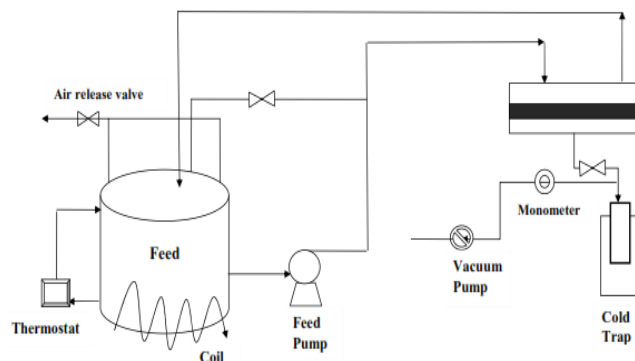 Air release valve
Feed
Monometer
Vacuum
Pump
Thermostat
Coil
Feed
Pump
Cold
Trap